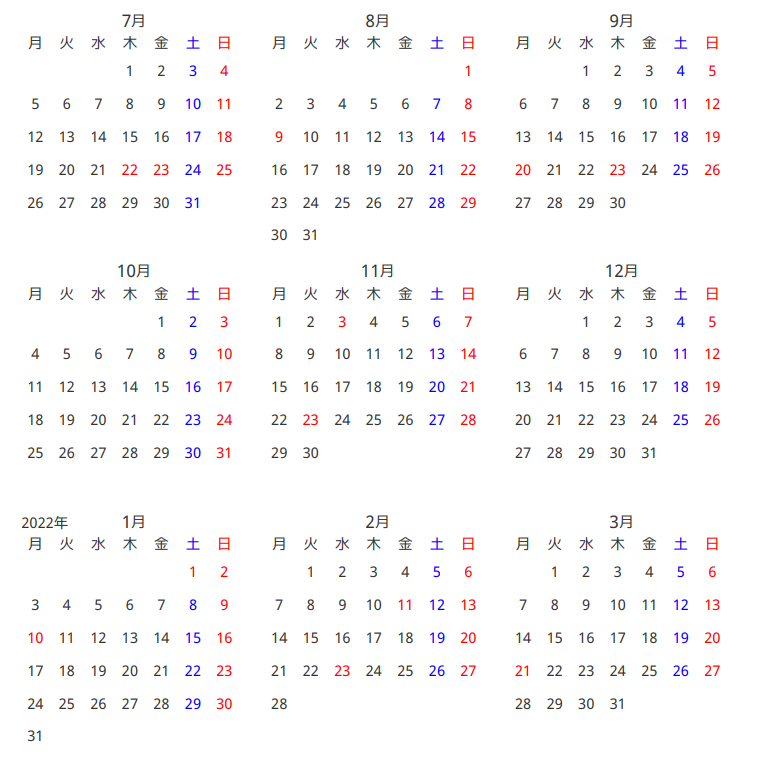 7月 8月 9月
月 火 水 木 金 土 日 月 火 水 木 金 土 日 月 火 水 木 金 土 日
1 2 3 4 1 1 2 3 4 5
5 6 7 8 9 10 11 2 3 4 5 6 7 8 6 7 8 9 10 11 12
12 13 14 15 16 17 18 9 10 11 12 13 14 15 13 14 15 16 17 18 19
19 20 21 22 23 24 25 16 17 18 19 20 21 22 20 21 22 23 24 25 26
26 27 28 29 30 31 23 24 25 26 27 28 29 27 28 29 30
30 31
10月 11月 12月
月 火 水 木 金 土 日 月 火 水 木 金 土 日 月 火 水 木 金 土 日
1 2 3 1 2 3 4 5 6 7 1 2 3 4 5
4 5 6 7 8 9 10 8 9 10 11 12 13 14 6 7 8 9 10 11 12
11 12 13 14 15 16 17 15 16 17 18 19 20 21 13 14 15 16 17 18 19
18 19 20 21 22 23 24 22 23 24 25 26 27 28 20 21 22 23 24 25 26
25 26 27 28 29 30 31 29 30 27 28 29 30 31
2022年 1月 2月 3月
月 火 水 木 金 土 日 月 火 水 木 金 土 日 月 火 水 木 金 土 日
1 2 1 2 3 4 5 6 1 2 3 4 5 6
3 4 5 6 7 8 9 7 8 9 10 11 12 13 7 8 9 10 11 12 13
10 11 12 13 14 15 16 14 15 16 17 18 19 20 14 15 16 17 18 19 20
17 18 19 20 21 22 23 21 22 23 24 25 26 27 21 22 23 24 25 26 27
24 25 26 27 28 29 30 28 28 29 30 31
31